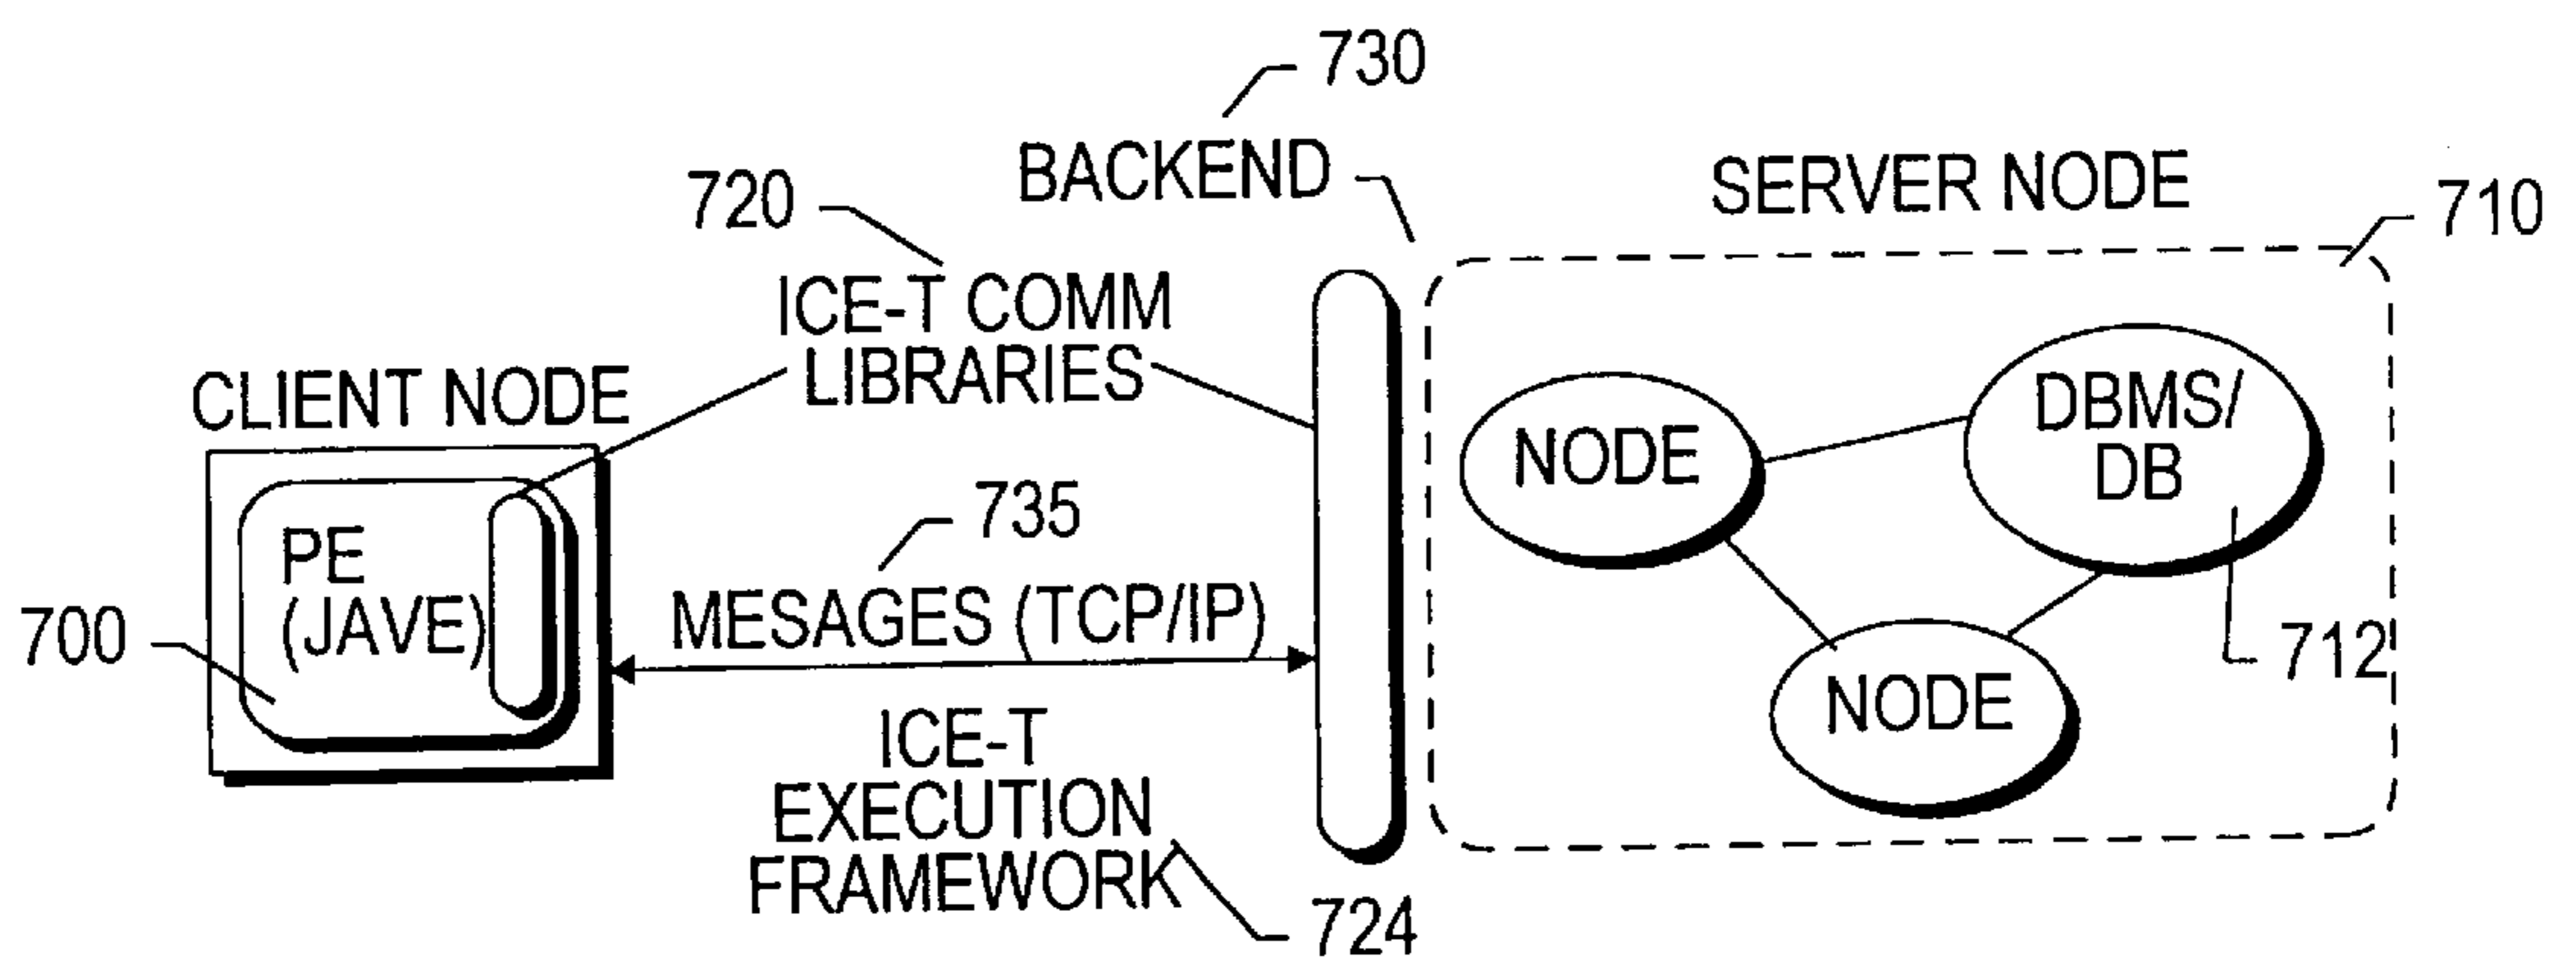 730
BACKEND
SERVER NODE
710
720
ICE-T COMM
LIBRARIES
CLIENT NODE
PE
(JAVE)
700
735
MESAGES (TCP/IP)
ICE-T
EXECUTION
FRAMEWORK
724
NODE
DBMS/
DB
712
NODE